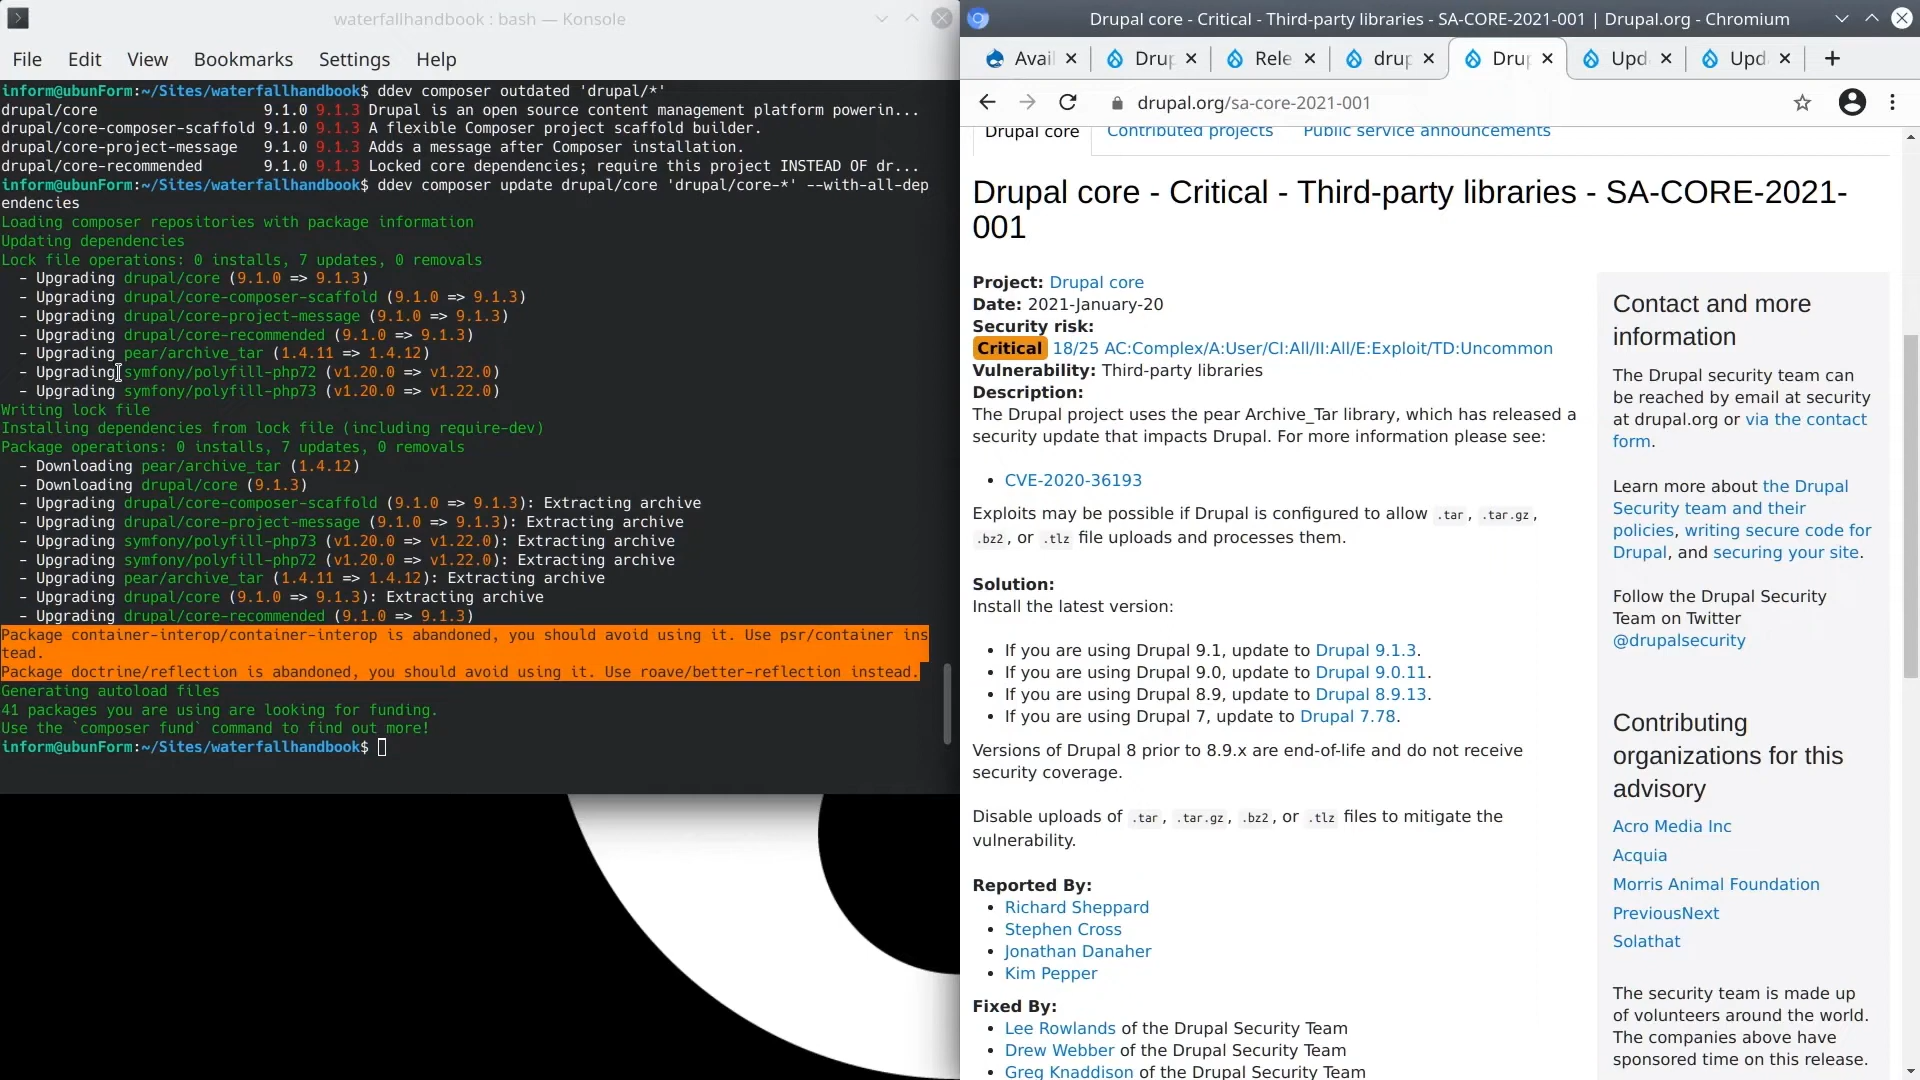 waterfallhandbook : bash — Konsole
File Edit View Bookmarks Settings Help
inform@ubunForm:~/Sites/waterfallhandbook$ ddev composer outdated 'drupal/*'
drupal/core 9.1.0 9.1.3 Drupal is an open source content management platform powerin...
drupal/core-composer-scaffold 9.1.0 9.1.3 A flexible Composer project scaffold builder.
drupal/core-project-message 9.1.0 9.1.3 Adds a message after Composer installation.
drupal/core-recommended 9.1.0 9.1.3 Locked core dependencies; require this project INSTEAD OF dr...
inform@ubunForm:~/Sites/waterfallhandbook$ ddev composer update drupal/core 'drupal/core-*' --with-all-dep
endencies
Loading composer repositories with package information
Updating dependencies
Lock file operations: 0 installs, 7 updates, 0 removals
- Upgrading drupal/core (9.1.0 => 9.1.3)
- Upgrading drupal/core-composer-scaffold (9.1.0 => 9.1.3)
- Upgrading drupal/core-project-message (9.1.0 => 9.1.3)
- Upgrading drupal/core-recommended (9.1.0 => 9.1.3)
- Upgrading pear/archive_tar (1.4.11 => 1.4.12)
- Upgrading symfony/polyfill-php72 (v1.20.0 => v1.22.0)
- Upgrading symfony/polyfill-php73 (v1.20.0 => v1.22.0)
Writing lock file
Installing dependencies from lock file (including require-dev)
Package operations: 0 installs, 7 updates, 0 removals
- Downloading pear/archive_tar (1.4.12)
- Downloading drupal/core (9.1.3)
- Upgrading drupal/core-composer-scaffold (9.1.0 => 9.1.3): Extracting archive
- Upgrading drupal/core-project-message (9.1.0 => 9.1.3): Extracting archive
- Upgrading symfony/polyfill-php73 (v1.20.0 => v1.22.0): Extracting archive
- Upgrading symfony/polyfill-php72 (v1.20.0 => v1.22.0): Extracting archive
- Upgrading pear/archive_tar (1.4.11 => 1.4.12): Extracting archive
- Upgrading drupal/core (9.1.0 => 9.1.3): Extracting archive
- Upgrading drupal/core-recommended (9.1.0 => 9.1.3)
Package container-interop/container-interop is abandoned, you should avoid using it. Use psr/container ins
tead.
Package doctrine/reflection is abandoned, you should avoid using it. Use roave/better-reflection instead.
Generating autoload files
41 packages you are using are looking for funding.
Use the `composer fund` command to find out more!
inform@ubunForm:~/Sites/waterfallhandbook$
Drupal core - Critical - Third-party libraries - SA-CORE-2021-001 | Drupal.org - Chromium
Avai Drup Rele drup Drup Upd Upd
drupal.org/sa-core-2021-001
Drupal core Contributed projects Public service announcements
Drupal core - Critical - Third-party libraries - SA-CORE-2021-
001
Project: Drupal core
Date: 2021-January-20
Security risk:
Critical 18/25 AC:Complex/A:User/CI:All/II:All/E:Exploit/TD:Uncommon
Vulnerability: Third-party libraries
Description:
The Drupal project uses the pear Archive_Tar library, which has released a
security update that impacts Drupal. For more information please see:
• CVE-2020-36193
Exploits may be possible if Drupal is configured to allow .tar, .tar.gz,
.bz2, or .tlz file uploads and processes them.
Solution:
Install the latest version:
• If you are using Drupal 9.1, update to Drupal 9.1.3.
• If you are using Drupal 9.0, update to Drupal 9.0.11.
• If you are using Drupal 8.9, update to Drupal 8.9.13.
• If you are using Drupal 7, update to Drupal 7.78.
Versions of Drupal 8 prior to 8.9.x are end-of-life and do not receive
security coverage.
Disable uploads of .tar, .tar.gz, .bz2, or .tlz files to mitigate the
vulnerability.
Reported By:
• Richard Sheppard
• Stephen Cross
• Jonathan Danaher
• Kim Pepper
Fixed By:
• Lee Rowlands of the Drupal Security Team
• Drew Webber of the Drupal Security Team
• Greg Knaddison of the Drupal Security Team
Contact and more
information
The Drupal security team can
be reached by email at security
at drupal.org or via the contact
form.
Learn more about the Drupal
Security team and their
policies, writing secure code for
Drupal, and securing your site.
Follow the Drupal Security
Team on Twitter
@drupalsecurity
Contributing
organizations for this
advisory
Acro Media Inc
Acquia
Morris Animal Foundation
PreviousNext
Solathat
The security team is made up
of volunteers around the world.
The companies above have
sponsored time on this release.